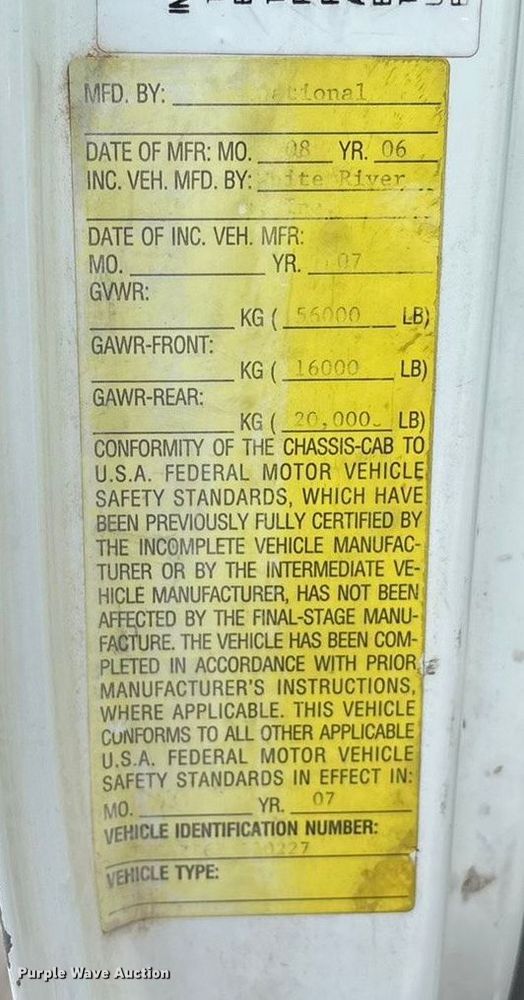 MFD. BY: ational
DATE OF MFR: MO. 08 YR. 06
INC. VEH. MFD. BY: ite River
DATE OF INC. VEH. MFR:
MO. YR. 07
GVWR:
KG ( 56000 LB)
GAWR-FRONT:
KG ( 16000 LB)
GAWR-REAR:
KG ( 20,000 LB)
CONFORMITY OF THE CHASSIS-CAB TO
U.S.A. FEDERAL MOTOR VEHICLE
SAFETY STANDARDS, WHICH HAVE
BEEN PREVIOUSLY FULLY CERTIFIED BY
THE INCOMPLETE VEHICLE MANUFAC-
TURER OR BY THE INTERMEDIATE VE-
HICLE MANUFACTURER, HAS NOT BEEN
AFFECTED BY THE FINAL-STAGE MANU-
FACTURE. THE VEHICLE HAS BEEN COM-
PLETED IN ACCORDANCE WITH PRIOR
MANUFACTURER'S INSTRUCTIONS,
WHERE APPLICABLE. THIS VEHICLE
CONFORMS TO ALL OTHER APPLICABLE
U.S.A. FEDERAL MOTOR VEHICLE
SAFETY STANDARDS IN EFFECT IN:
MO. YR. 07
VEHICLE IDENTIFICATION NUMBER:
VEHICLE TYPE:
Purple Wave Auction